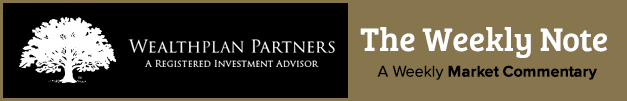 WEALTHPLAN PARTNERS
A REGISTERED INVESTMENT ADVISOR
The Weekly Note
A Weekly Market Commentary